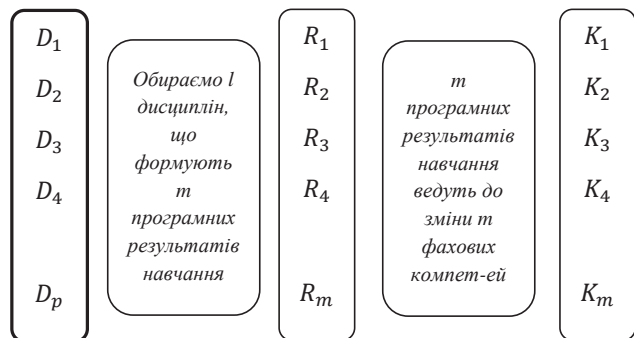 D₁
D₂
D₃
D₄
Dₚ
Обираємо l
дисциплін,
що
формують
m
програмних
результатів
навчання
R₁
R₂
R₃
R₄
Rₘ
m
програмних
результатів
навчання
ведуть до
зміни m
фахових
компет-ей
K₁
K₂
K₃
K₄
Kₘ